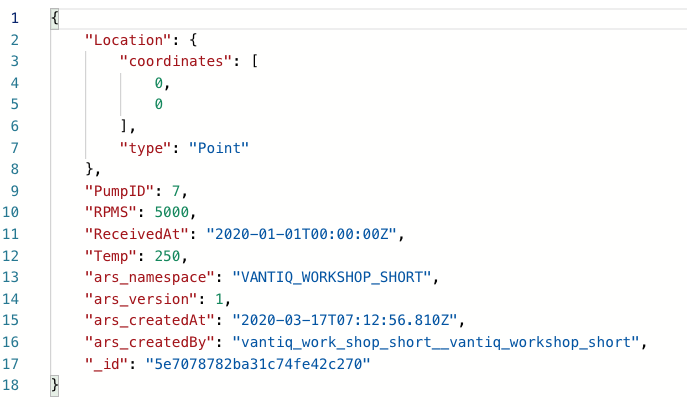 1 {
2 "Location": {
3 "coordinates": [
4 0,
5 0
6 ],
7 "type": "Point"
8 },
9 "PumpID": 7,
10 "RPMS": 5000,
11 "ReceivedAt": "2020-01-01T00:00:00Z",
12 "Temp": 250,
13 "ars_namespace": "VANTIQ_WORKSHOP_SHORT",
14 "ars_version": 1,
15 "ars_createdAt": "2020-03-17T07:12:56.810Z",
16 "ars_createdBy": "vantiq_work_shop_short__vantiq_workshop_short",
17 "_id": "5e7078782ba31c74fe42c270"
18 }